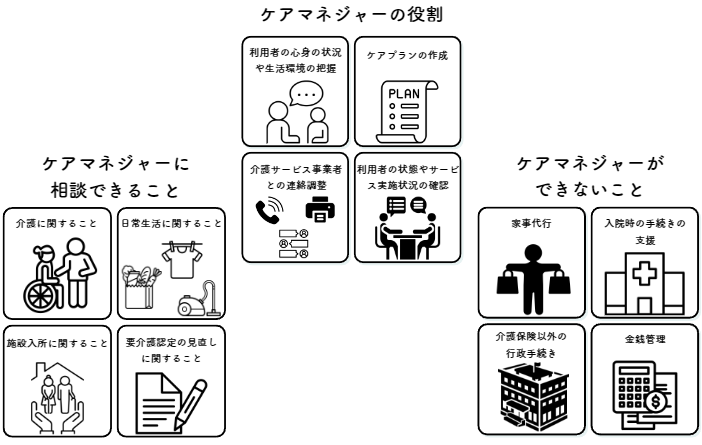 ケアマネジャーの役割
利用者の心身の状況
や生活環境の把握
ケアプランの作成
PLAN
介護サービス事業者
との連絡調整
利用者の状態やサービ
ス実施状況の確認
ケアマネジャーに
相談できること
介護に関すること
日常生活に関すること
施設入所に関すること
要介護認定の見直し
に関すること
ケアマネジャーが
できないこと
家事代行
入院時の手続きの
支援
介護保険以外の
行政手続き
金銭管理
$